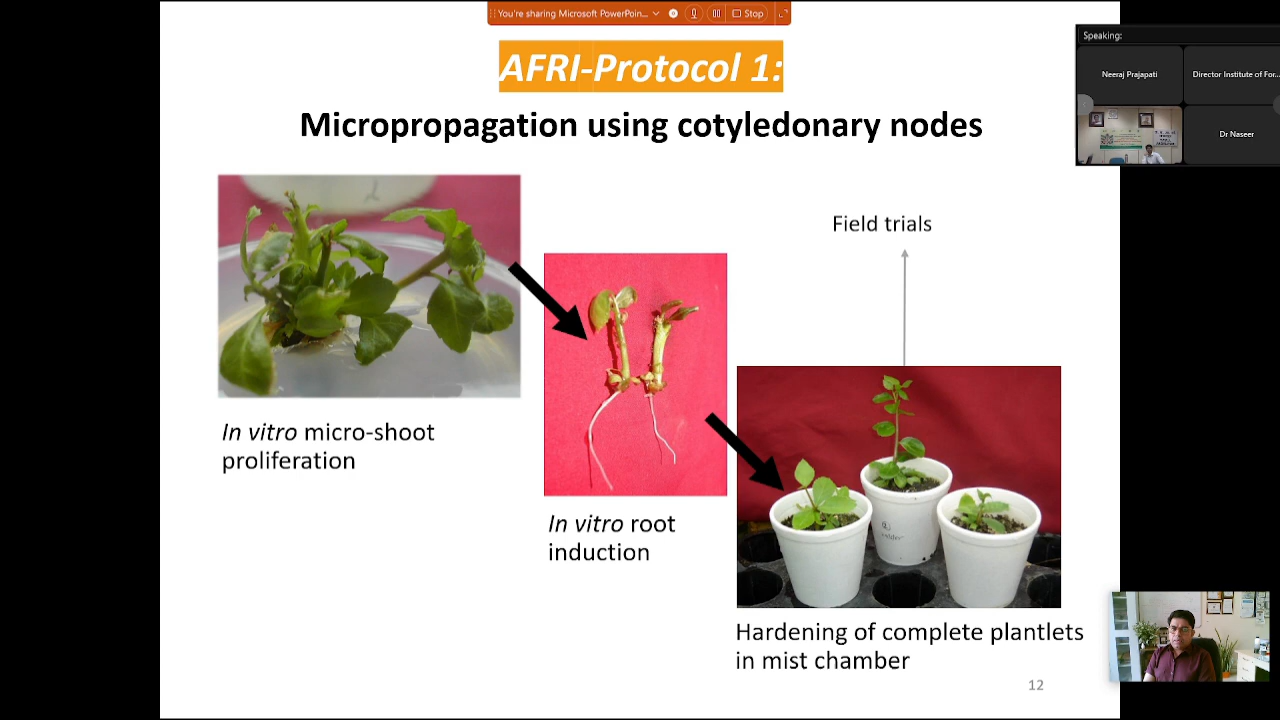 You're sharing Microsoft PowerPoin...
Stop
Speaking:
Neeraj Prajapati
Director Institute of For...
Dr Naseer
AFRI-Protocol 1:
Micropropagation using cotyledonary nodes
Field trials
In vitro micro-shoot
proliferation
In vitro root
induction
Hardening of complete plantlets
in mist chamber
12